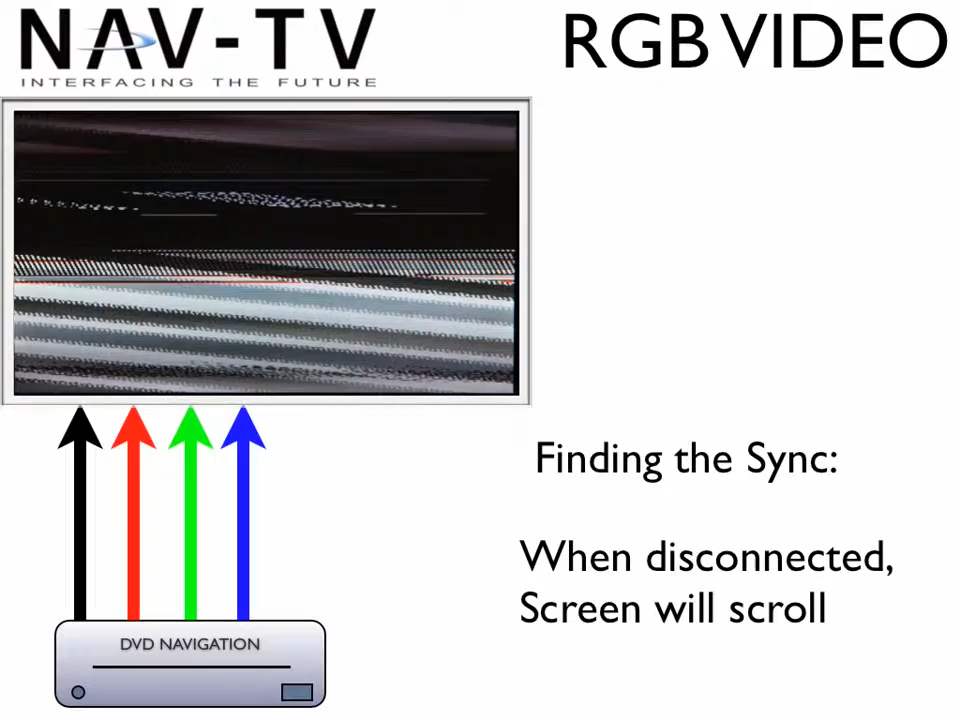 NAV-TV
INTERFACING THE FUTURE
RGB VIDEO
Finding the Sync:
When disconnected,
Screen will scroll
DVD NAVIGATION